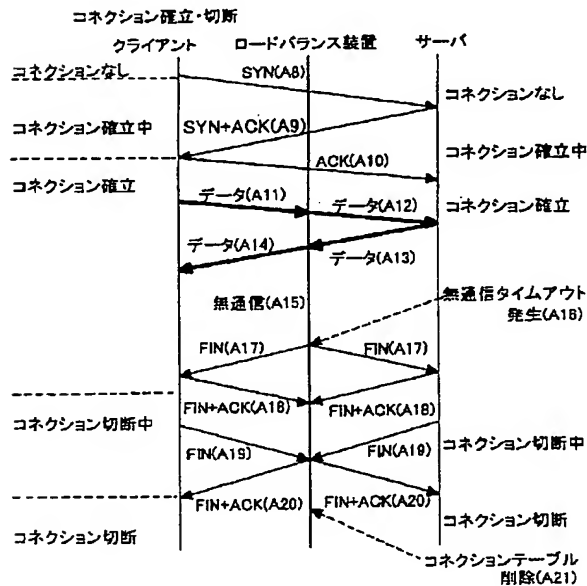 コネクション確立・切断
クライアント ロードバランス装置 サーバ
コネクションなし
SYN(A8)
コネクションなし
コネクション確立中
SYN+ACK(A9)
コネクション確立中
ACK(A10)
コネクション確立
データ(A11)
データ(A12)
コネクション確立
データ(A14)
データ(A13)
無通信(A15)
無通信タイムアウト
発生(A16)
FIN(A17)
FIN(A17)
FIN+ACK(A18)
FIN+ACK(A18)
コネクション切断中
FIN(A19)
FIN(A19)
コネクション切断中
FIN+ACK(A20)
FIN+ACK(A20)
コネクション切断
コネクション切断
コネクションテーブル
削除(A21)